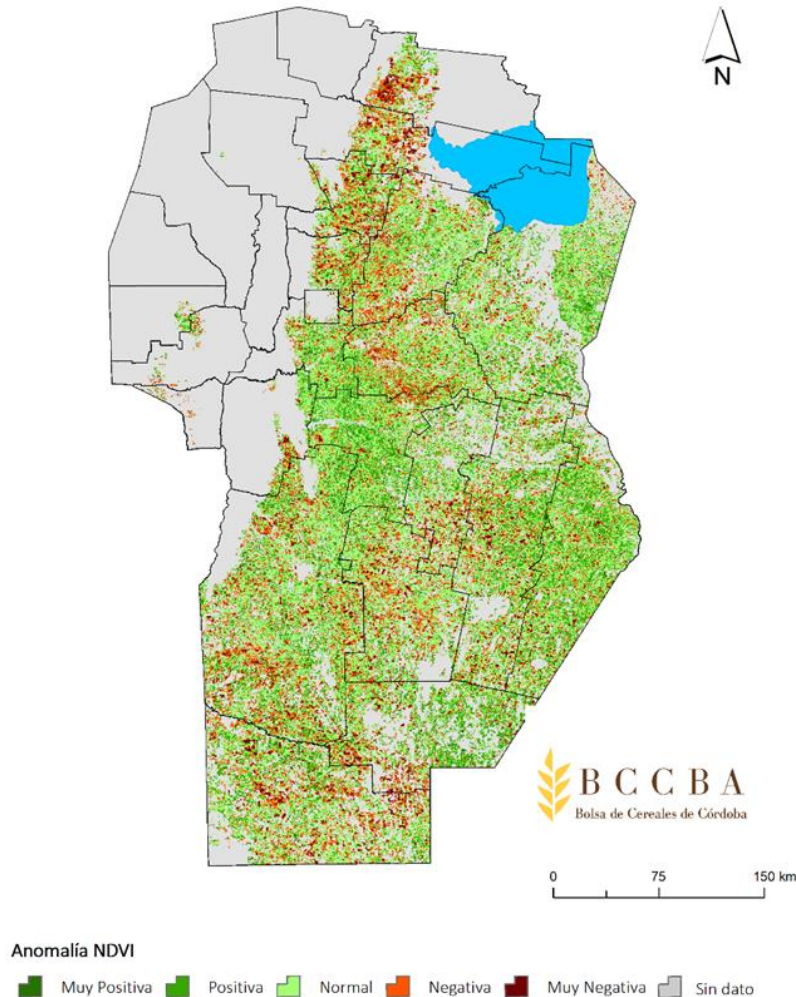 N
BCCBA
Bolsa de Cereales de Córdoba
0 75 150 km
Anomalía NDVI
Muy Positiva Positiva Normal Negativa Muy Negativa Sin dato